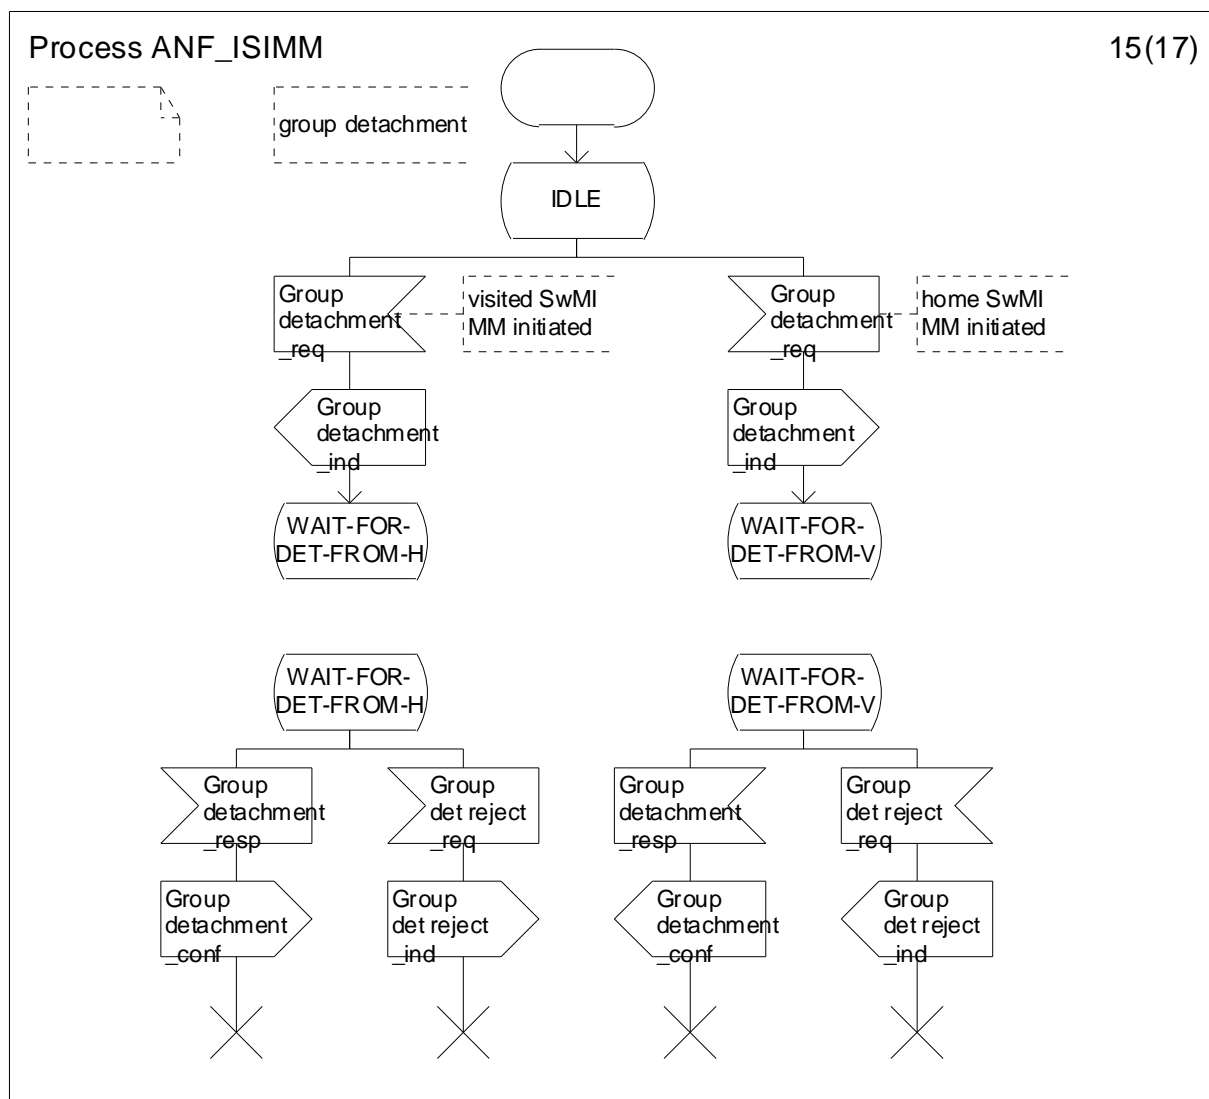 Process ANF_ISIMM
15(17)
group detachment
IDLE
Group
detachment
_req
visited SwMI
MM initiated
Group
detachment
_req
home SwMI
MM initiated
Group
detachment
_ind
Group
detachment
_ind
WAIT-FOR-
DET-FROM-H
WAIT-FOR-
DET-FROM-V
WAIT-FOR-
DET-FROM-H
WAIT-FOR-
DET-FROM-V
Group
detachment
_resp
Group
det reject
_req
Group
detachment
_resp
Group
det reject
_req
Group
detachment
_conf
Group
det reject
_ind
Group
detachment
_conf
Group
det reject
_ind